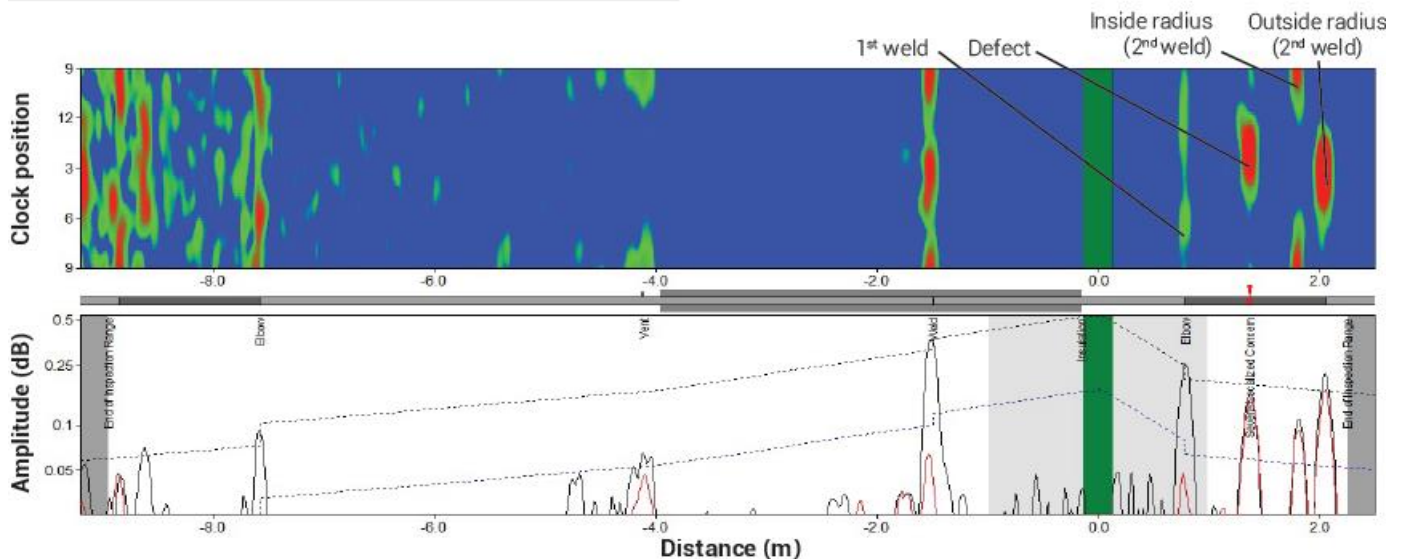 Inside radius
(2nd weld)
Outside radius
(2nd weld)
1st weld
Defect
Clock position
9
12
3
6
9
-8.0
-6.0
-4.0
-2.0
0.0
2.0
Amplitude (dB)
0.5
0.25
0.1
0.05
End of Inspection Range
Elbow
Vent
Weld
Insulation
Elbow
Localized Concern
End of Inspection Range
-8.0
-6.0
-4.0
-2.0
0.0
2.0
Distance (m)